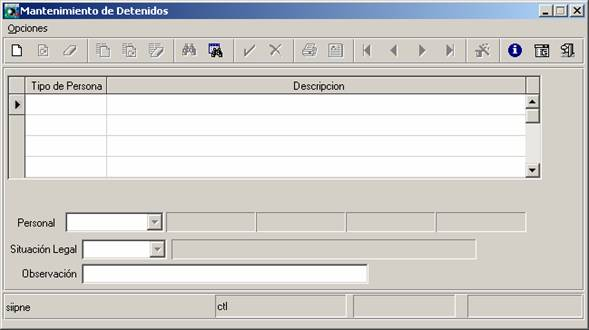 Mantenimiento de Detenidos
Opciones
Tipo de Persona Descripcion
Personal
Situación Legal
Observación
siipne ctl